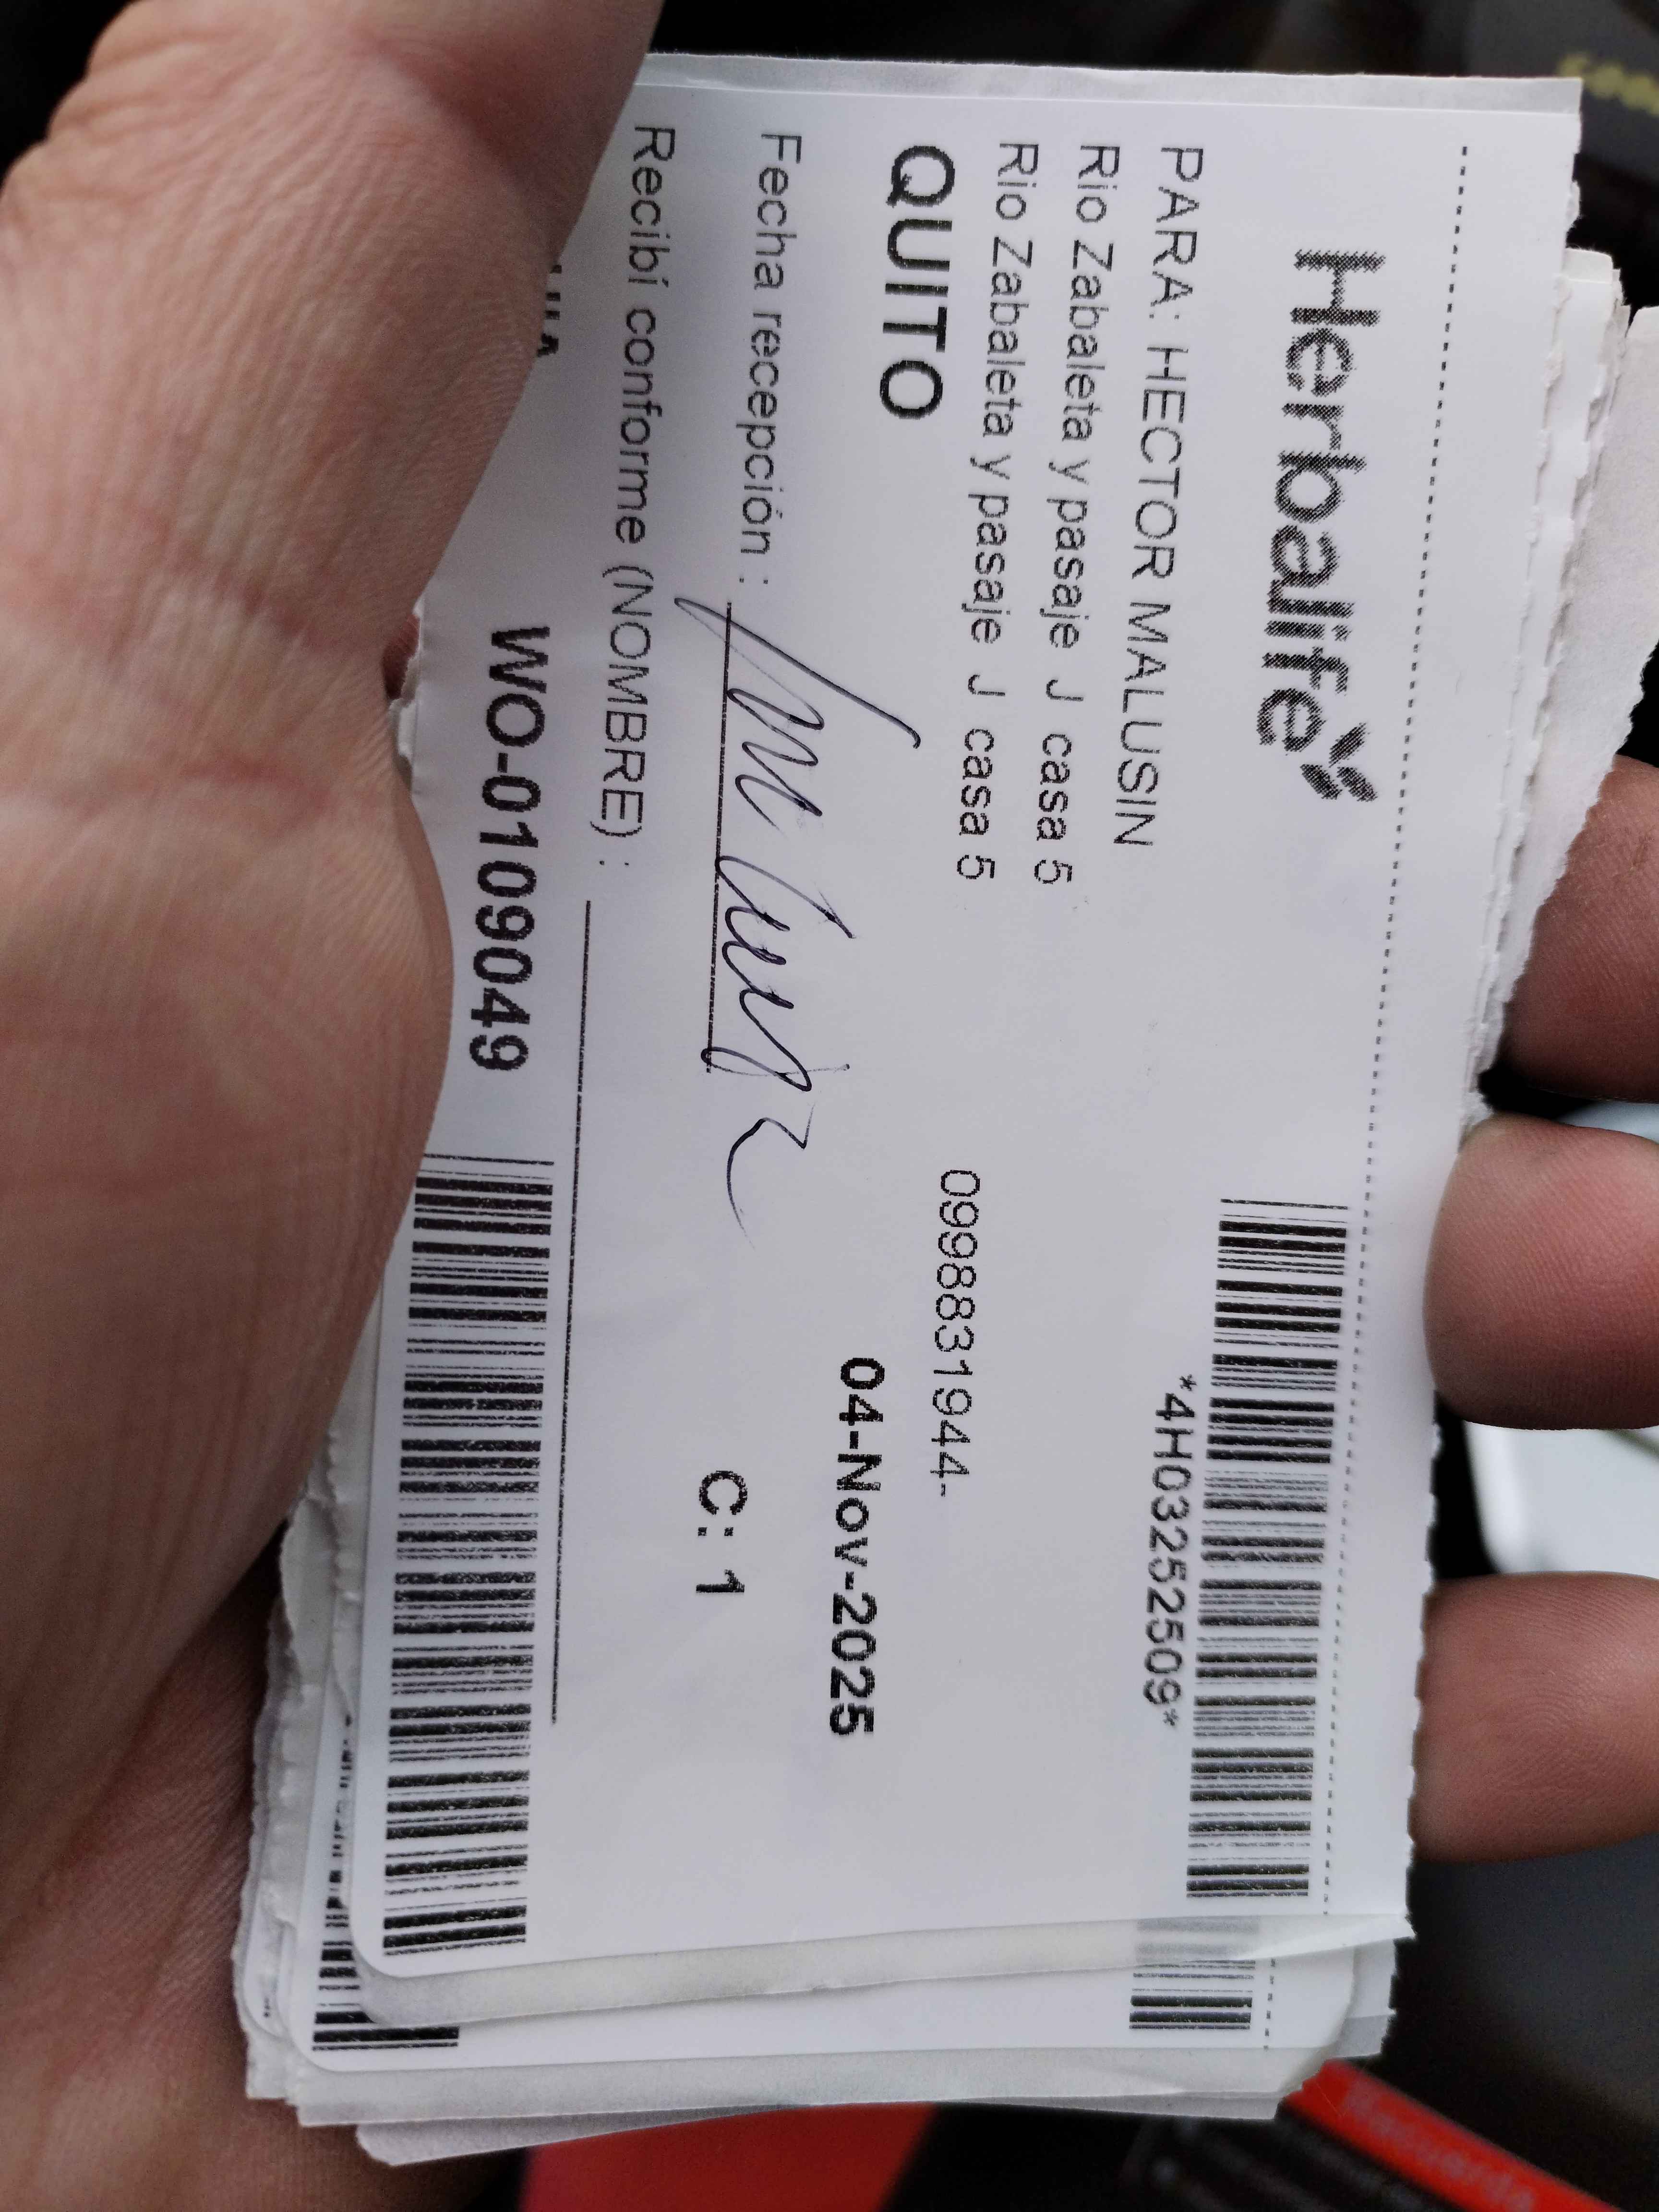 Herbalife
*4H03252509*
PARA: HECTOR MALUSIN
Rio Zabaleta y pasaje J casa 5
Rio Zabaleta y pasaje J casa 5
0998831944-
QUITO
04-Nov-2025
Fecha recepción :
C: 1
Recibí conforme (NOMBRE) :
WO-0109049